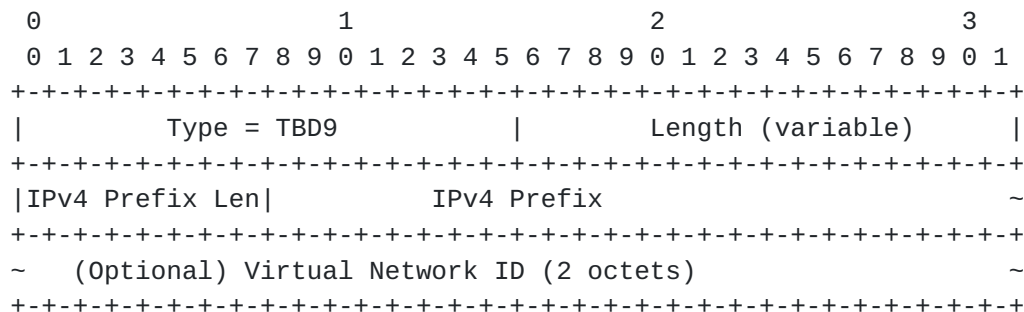 0                   1                   2                   3
 0 1 2 3 4 5 6 7 8 9 0 1 2 3 4 5 6 7 8 9 0 1 2 3 4 5 6 7 8 9 0 1
+-+-+-+-+-+-+-+-+-+-+-+-+-+-+-+-+-+-+-+-+-+-+-+-+-+-+-+-+-+-+-+-+
|         Type = TBD9           |        Length (variable)      |
+-+-+-+-+-+-+-+-+-+-+-+-+-+-+-+-+-+-+-+-+-+-+-+-+-+-+-+-+-+-+-+-+
|IPv4 Prefix Len|          IPv4 Prefix                          ~
+-+-+-+-+-+-+-+-+-+-+-+-+-+-+-+-+-+-+-+-+-+-+-+-+-+-+-+-+-+-+-+-+
~   (Optional) Virtual Network ID (2 octets)                    ~
+-+-+-+-+-+-+-+-+-+-+-+-+-+-+-+-+-+-+-+-+-+-+-+-+-+-+-+-+-+-+-+-+